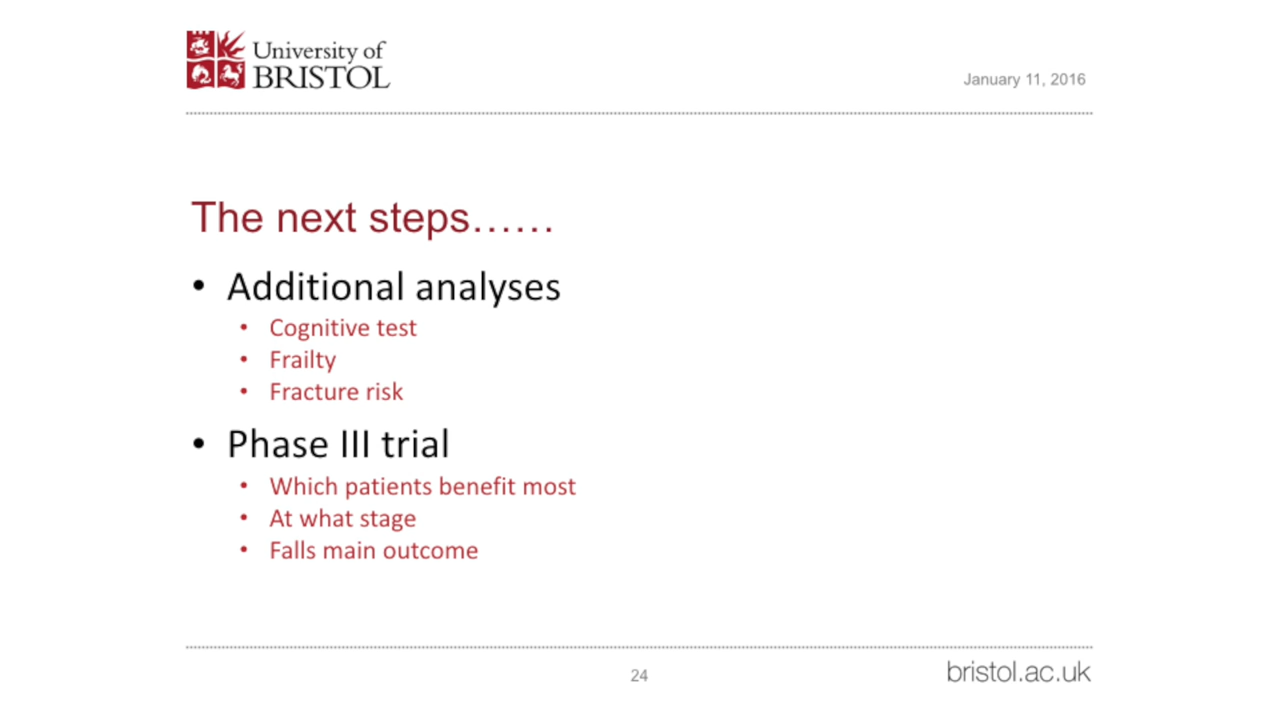 University of
BRISTOL
January 11, 2016
The next steps......
• Additional analyses
• Cognitive test
• Frailty
• Fracture risk
• Phase III trial
• Which patients benefit most
• At what stage
• Falls main outcome
24
bristol.ac.uk